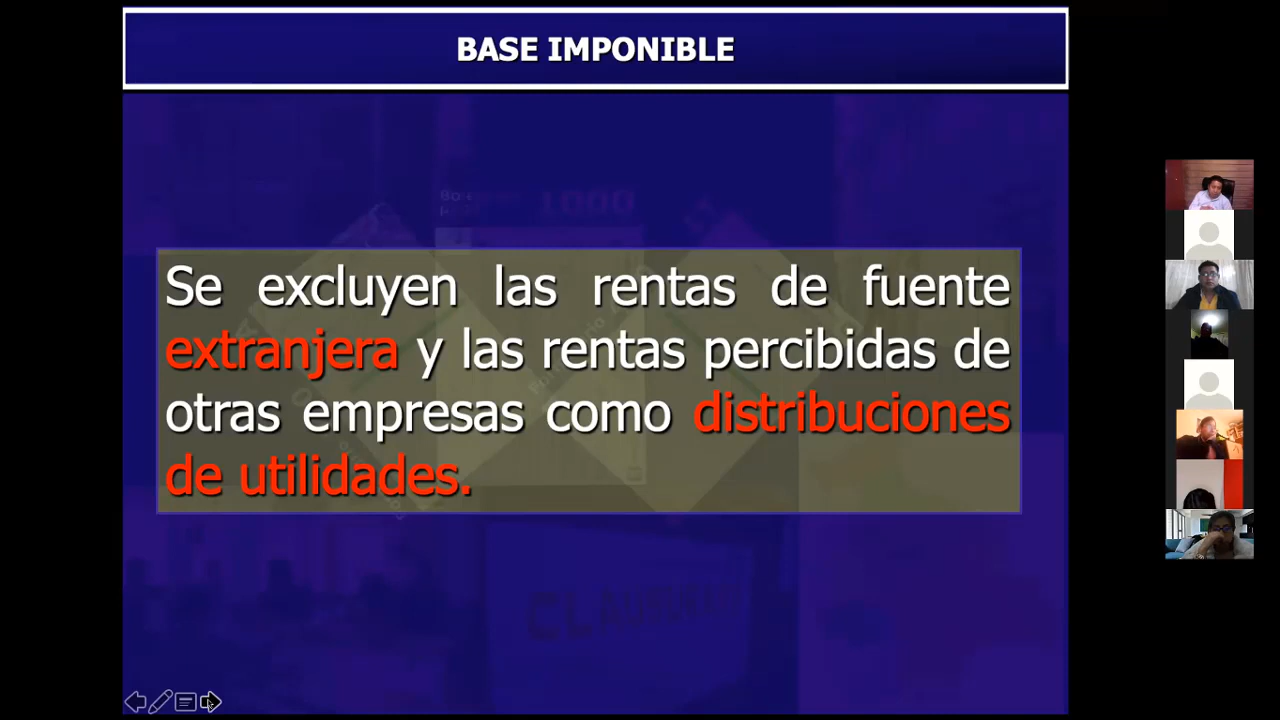 BASE IMPONIBLE
Se excluyen las rentas de fuente
extranjera y las rentas percibidas de
otras empresas como distribuciones
de utilidades.